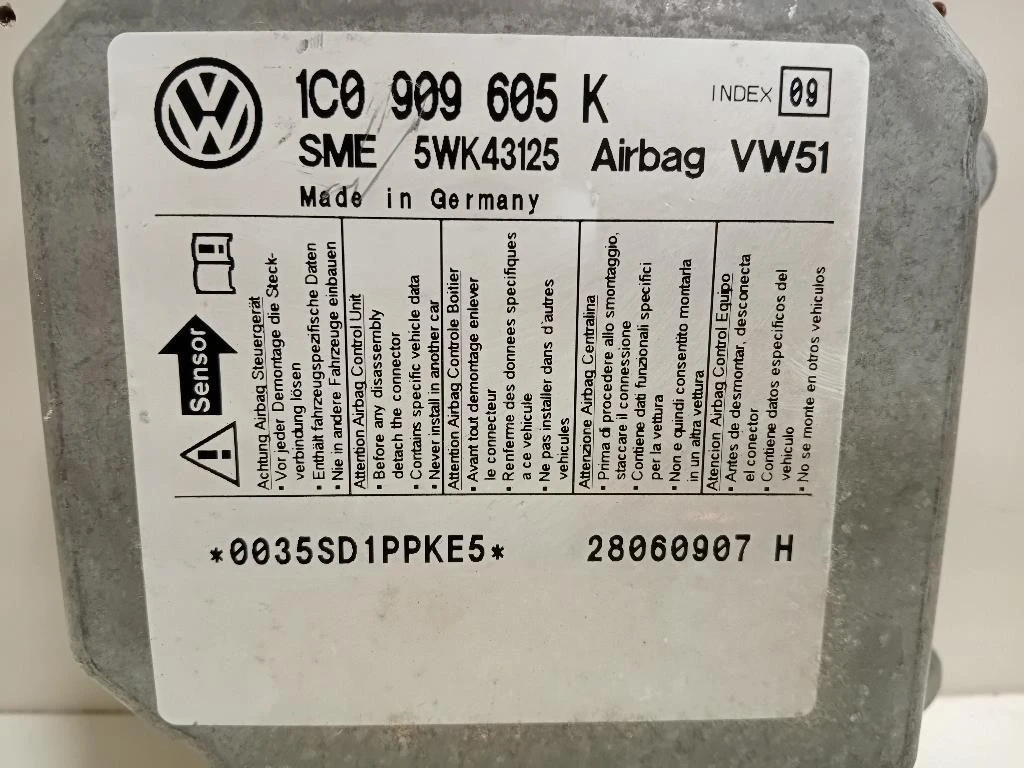 1C0 909 605 K INDEX 09
SME 5WK43125 Airbag VW51
Made in Germany
Sensor
Achtung Airbag Steuergerät
▪ Vor jeder Demontage die Steck-
verbindung lösen
▪ Enthält fahrzeugspezifische Daten
▪ Nie in andere Fahrzeuge einbauen
Attention Airbag Control Unit
▪ Before any disassembly
detach the connector
▪ Contains specific vehicle data
▪ Never install in another car
Attention Airbag Controle Boitier
▪ Avant tout demontage enlever
le connecteur
▪ Renferme des donnees specifiques
a ce vehicule
▪ Ne pas installer dans d'autres
vehicules
Attenzione Airbag Centralina
▪ Prima di procedere allo smontaggio,
staccare il connessione
▪ Contiene dati funzionali specifici
per la vettura
▪ Non e quindi consentito montarla
in un altra vettura
Atencion Airbag Control Equipo
▪ Antes de desmontar, desconecta
el conector
▪ Contiene datos especificos del
vehiculo
▪ No se monte en otros vehiculos
*0035SD1PPKE5* 28060907 H